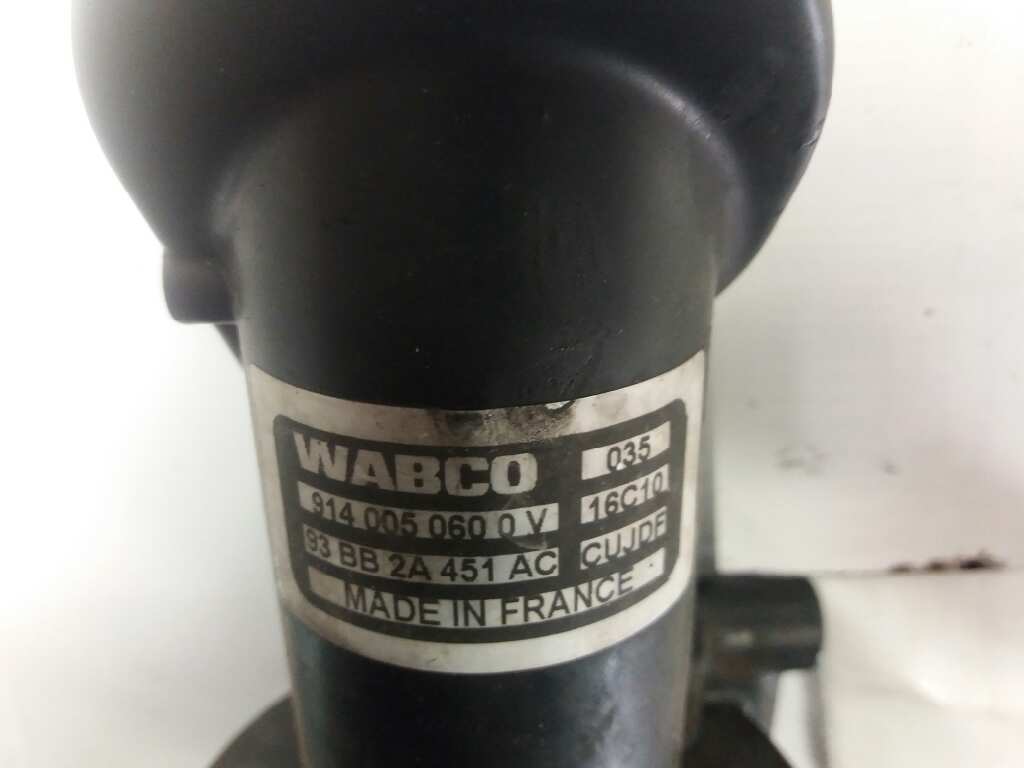 WABCO 035
914 005 060 0 V 16C10
93 BB 2A 451 AC CUJDF
MADE IN FRANCE